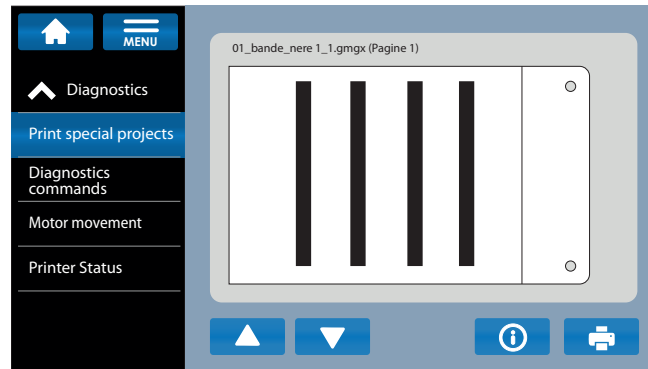 MENU
01_bande_nere 1_1.gmgx (Pagine 1)
Diagnostics
Print special projects
Diagnostics
commands
Motor movement
Printer Status